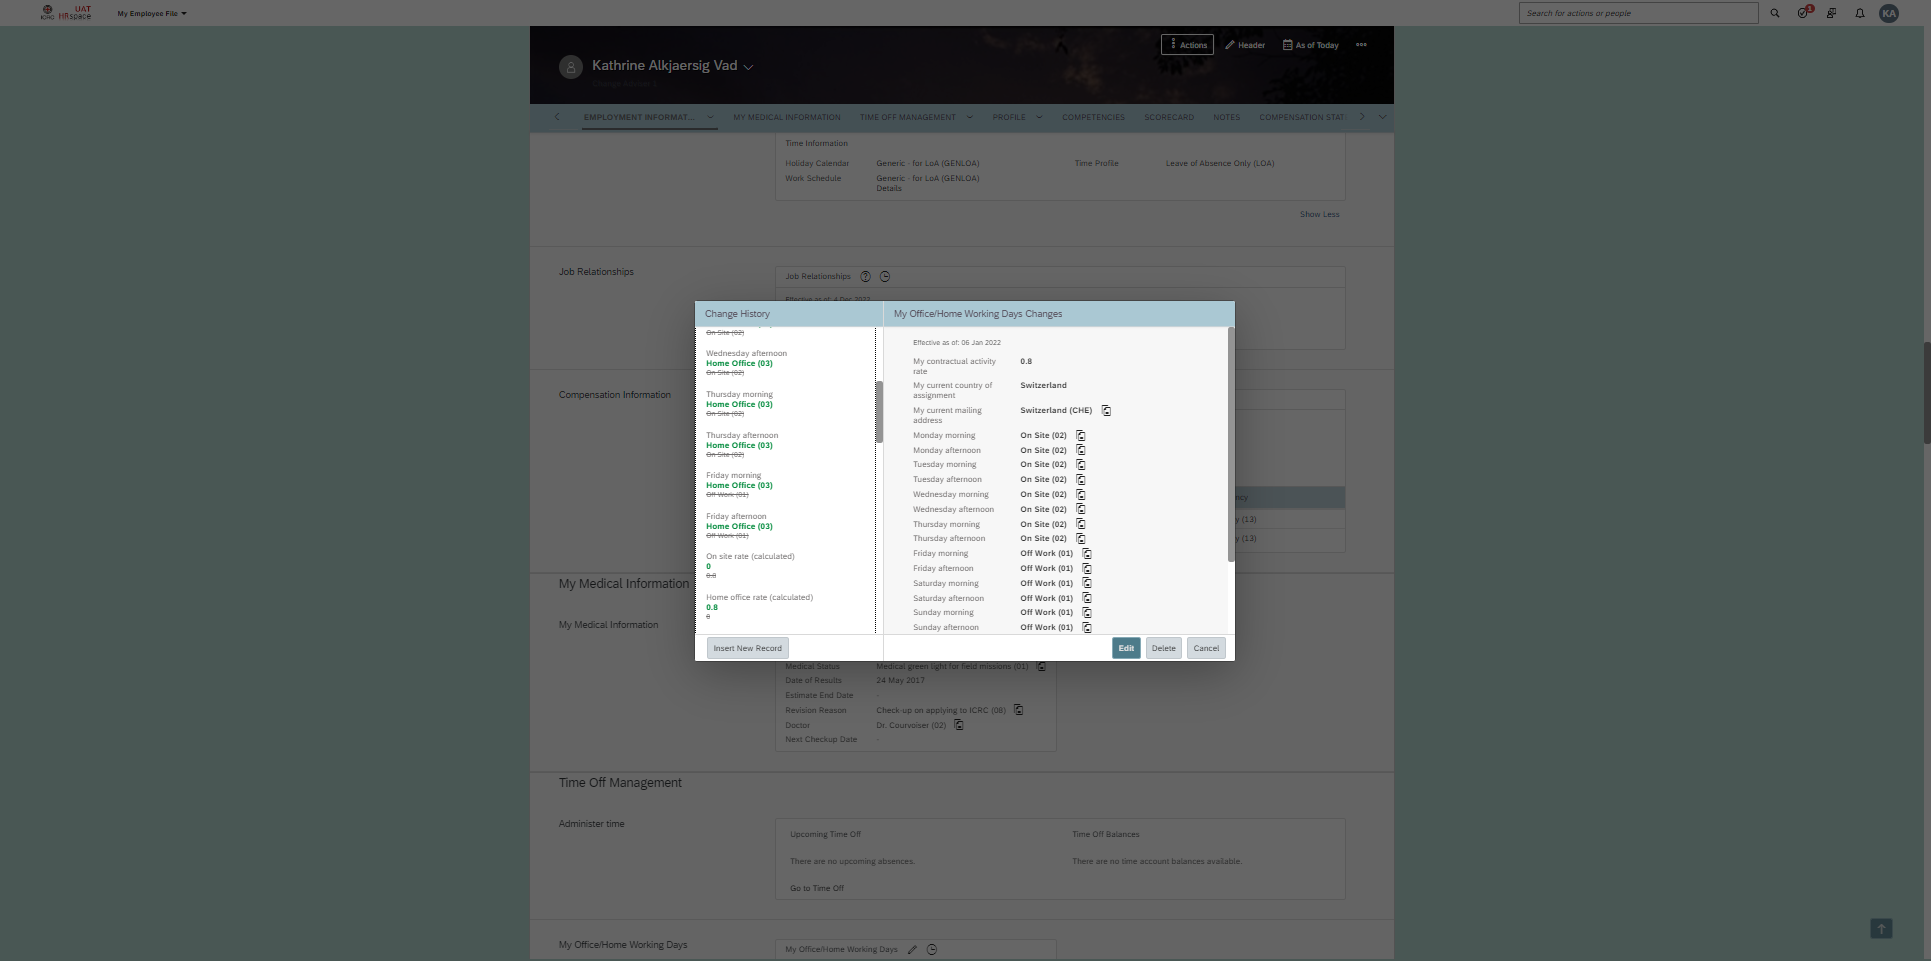 UAT
ICRC HRspace
My Employee File
Search for actions or people
1
KA
Actions
Header
As of Today
Kathrine Alkjaersig Vad
EMPLOYMENT INFORMAT...
MY MEDICAL INFORMATION
TIME OFF MANAGEMENT
PROFILE
COMPETENCIES
SCORECARD
NOTES
COMPENSATION STAT
Time Information
Holiday Calendar
Generic - for LoA (GENLOA)
Time Profile
Leave of Absence Only (LOA)
Work Schedule
Generic - for LoA (GENLOA)
Details
Show Less
Job Relationships
Job Relationships
Effective as of: 4 Dec 2022
Compensation Information
ncy
y (13)
y (13)
Change History
On Site (02)
Wednesday afternoon
Home Office (03)
On Site (02)
Thursday morning
Home Office (03)
On Site (02)
Thursday afternoon
Home Office (03)
On Site (02)
Friday morning
Home Office (03)
Off Work (01)
Friday afternoon
Home Office (03)
Off Work (01)
On site rate (calculated)
0
0.8
Home office rate (calculated)
0.8
0
Insert New Record
My Office/Home Working Days Changes
Effective as of: 06 Jan 2022
My contractual activity rate 0.8
My current country of assignment Switzerland
My current mailing address Switzerland (CHE)
Monday morning On Site (02)
Monday afternoon On Site (02)
Tuesday morning On Site (02)
Tuesday afternoon On Site (02)
Wednesday morning On Site (02)
Wednesday afternoon On Site (02)
Thursday morning On Site (02)
Thursday afternoon On Site (02)
Friday morning Off Work (01)
Friday afternoon Off Work (01)
Saturday morning Off Work (01)
Saturday afternoon Off Work (01)
Sunday morning Off Work (01)
Sunday afternoon Off Work (01)
Edit
Delete
Cancel
My Medical Information
My Medical Information
Medical Status Medical green light for field missions (01)
Date of Results 24 May 2017
Estimate End Date -
Revision Reason Check-up on applying to ICRC (08)
Doctor Dr. Courvoiser (02)
Next Checkup Date -
Time Off Management
Administer time
Upcoming Time Off
Time Off Balances
There are no upcoming absences.
There are no time account balances available.
Go to Time Off
My Office/Home Working Days
My Office/Home Working Days